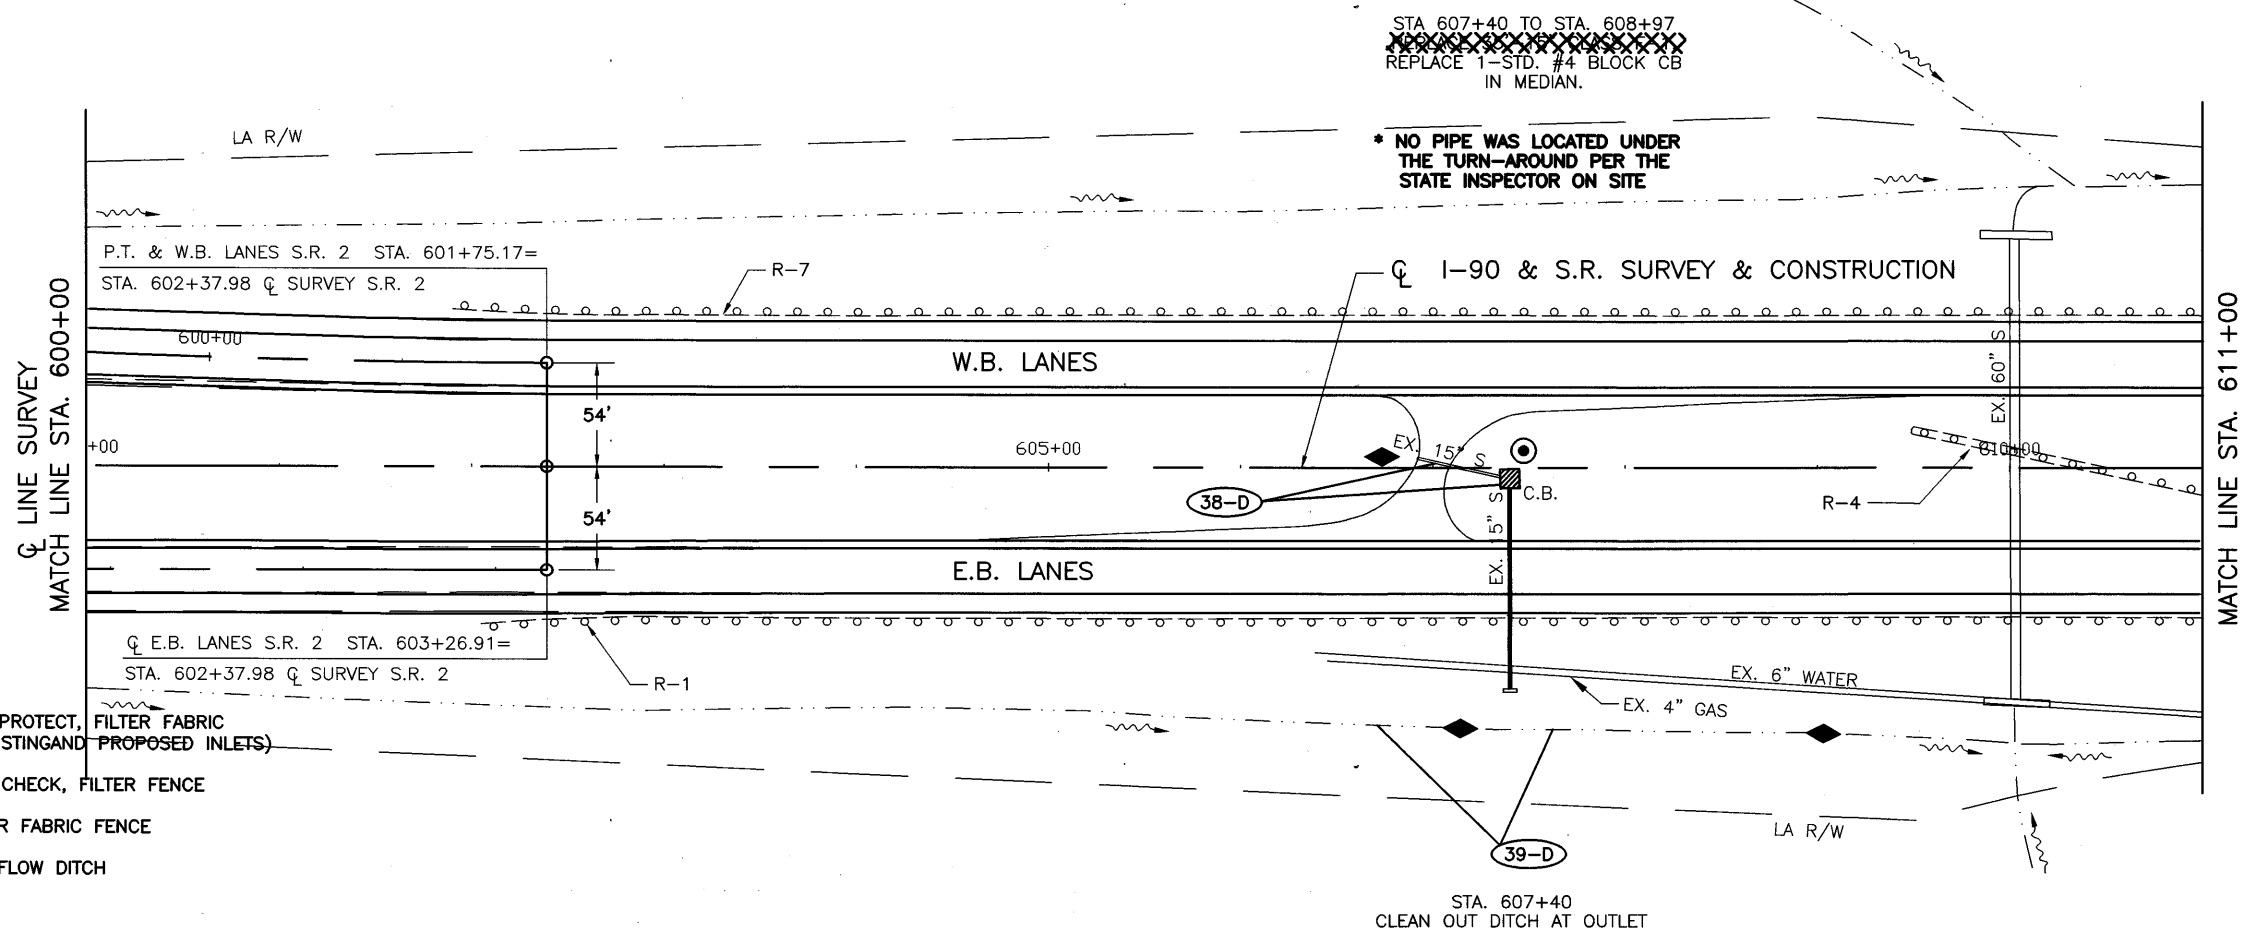 STA 607+40 TO STA. 608+97
REPLACE 1-STD. #4 BLOCK CB
IN MEDIAN.
* NO PIPE WAS LOCATED UNDER
THE TURN-AROUND PER THE
STATE INSPECTOR ON SITE
LA R/W
P.T. & W.B. LANES S.R. 2 STA. 601+75.17=
STA. 602+37.98 ℄ SURVEY S.R. 2
R-7
℄ I-90 & S.R. SURVEY & CONSTRUCTION
600+00
W.B. LANES
EX. 60" S
℄ LINE SURVEY
MATCH LINE STA. 600+00
MATCH LINE STA. 611+00
54'
+00
605+00
EX. 15" S
610+00
38-D
C.B.
R-4
54'
EX. 15" S
E.B. LANES
℄ E.B. LANES S.R. 2 STA. 603+26.91=
STA. 602+37.98 ℄ SURVEY S.R. 2
R-1
EX. 6" WATER
EX. 4" GAS
PROTECT, FILTER FABRIC
STINGAND PROPOSED INLETS)
CHECK, FILTER FENCE
R FABRIC FENCE
FLOW DITCH
LA R/W
39-D
STA. 607+40
CLEAN OUT DITCH AT OUTLET